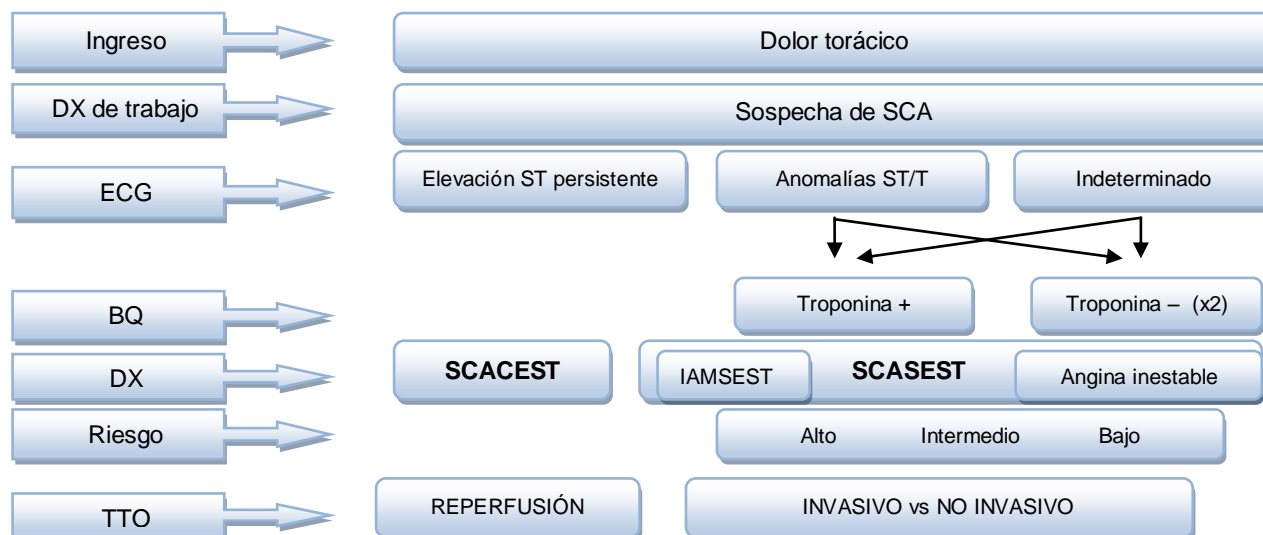 Ingreso
Dolor torácico
DX de trabajo
Sospecha de SCA
ECG
Elevación ST persistente
Anomalías ST/T
Indeterminado
BQ
Troponina +
Troponina – (x2)
DX
SCACEST
IAMSEST
SCASEST
Angina inestable
Riesgo
Alto Intermedio Bajo
TTO
REPERFUSIÓN
INVASIVO vs NO INVASIVO